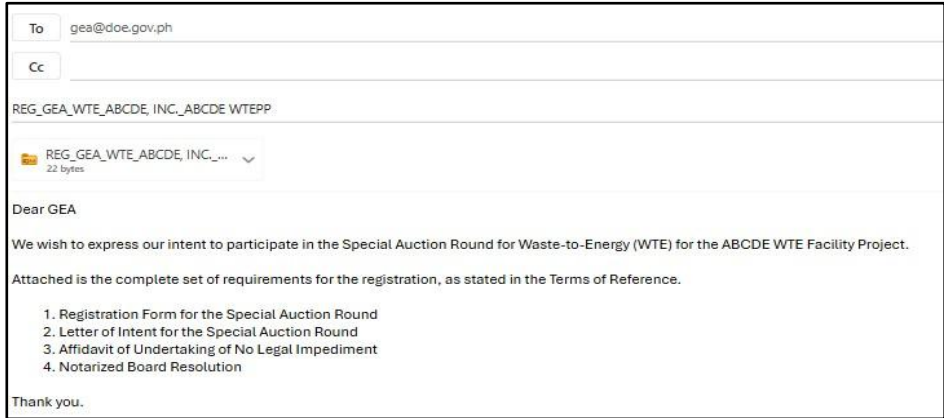 To gea@doe.gov.ph
Cc
REG_GEA_WTE_ABCDE, INC._ABCDE WTEPP
REG_GEA_WTE_ABCDE, INC._...
22 bytes
Dear GEA
We wish to express our intent to participate in the Special Auction Round for Waste-to-Energy (WTE) for the ABCDE WTE Facility Project.
Attached is the complete set of requirements for the registration, as stated in the Terms of Reference.
1. Registration Form for the Special Auction Round
2. Letter of Intent for the Special Auction Round
3. Affidavit of Undertaking of No Legal Impediment
4. Notarized Board Resolution
Thank you.